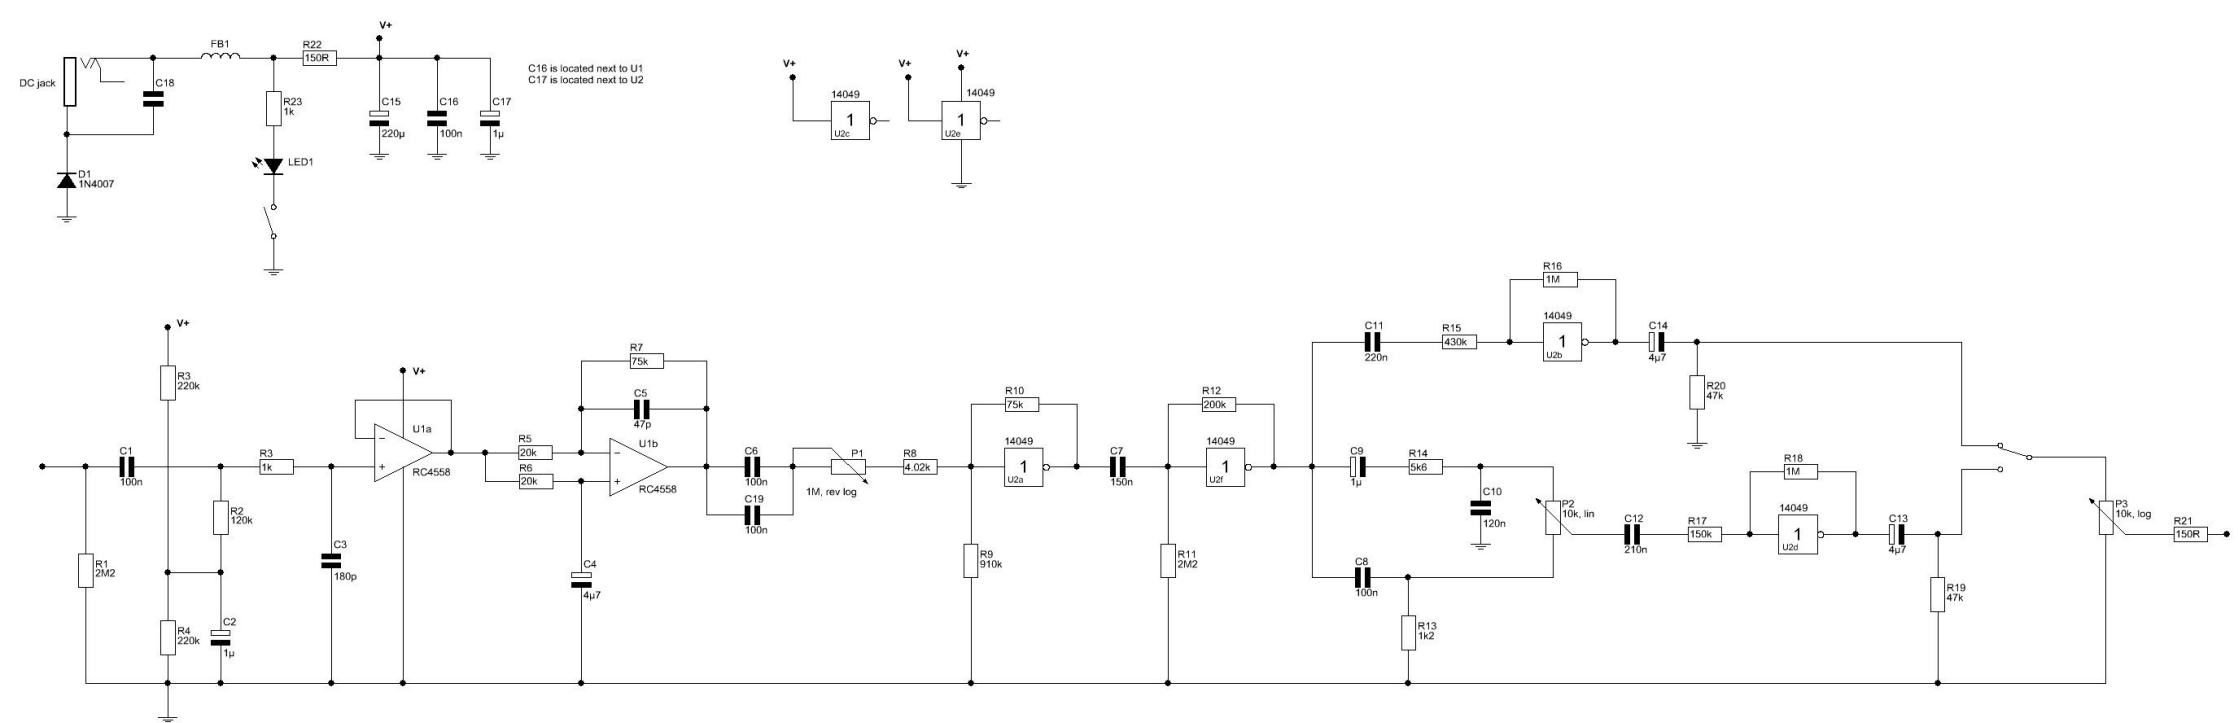 V+
FB1
R22
150R
DC jack
C18
R23
1k
C15
220µ
C16
100n
C17
1µ
C16 is located next to U1
C17 is located next to U2
LED1
D1
1N4007
V+
14049
1
U2c
V+
V+
14049
1
U2e
V+
R3
220k
C1
100n
R1
2M2
R3
1k
R2
120k
R4
220k
C2
1µ
C3
180p
V+
U1a
RC4558
R5
20k
R6
20k
R7
75k
C5
47p
U1b
RC4558
C4
4µ7
C6
100n
C19
100n
P1
1M, rev log
R8
4.02k
R9
910k
R10
75k
14049
1
U2a
C7
150n
R11
2M2
R12
200k
14049
1
U2f
C11
220n
R15
430k
R16
1M
14049
1
U2b
C14
4µ7
R20
47k
C9
1µ
R14
5k6
C10
120n
C8
100n
R13
1k2
P2
10k, lin
C12
210n
R17
150k
R18
1M
14049
1
U2d
C13
4µ7
R19
47k
P3
10k, log
R21
150R